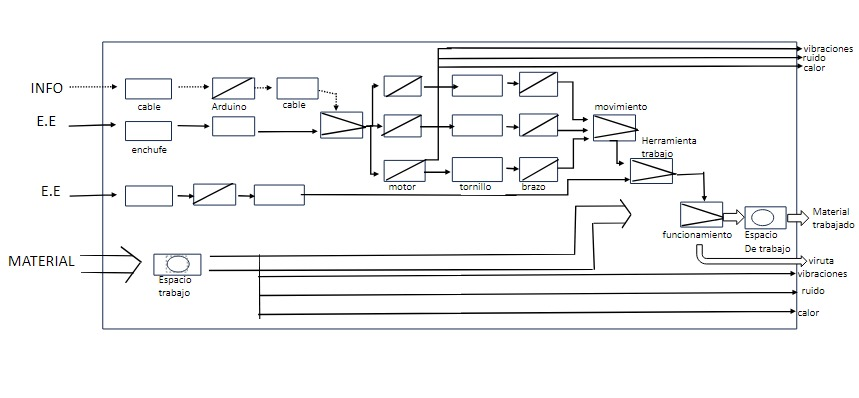 vibraciones
ruido
calor
INFO
cable
Arduino
cable
movimiento
E.E
enchufe
Herramienta
trabajo
E.E
motor
tornillo
brazo
Material
trabajado
funcionamiento
Espacio
De trabajo
MATERIAL
Espacio
trabajo
viruta
vibraciones
ruido
calor